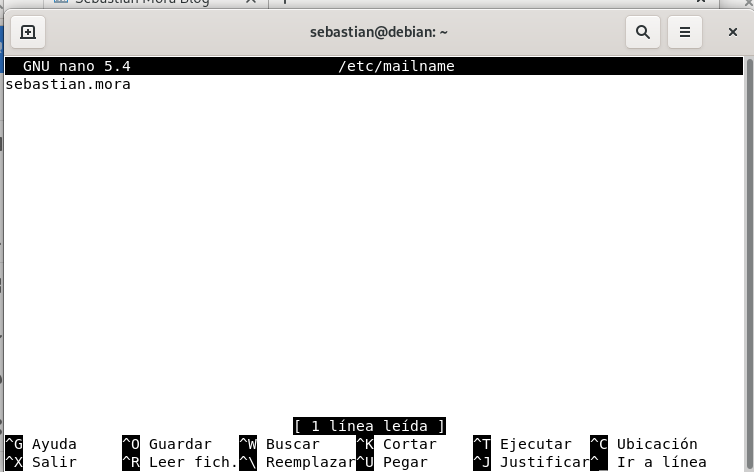 Sebastian Mora Blog
sebastian@debian: ~
GNU nano 5.4 /etc/mailname
sebastian.mora
[ 1 línea leída ]
^G Ayuda ^O Guardar ^W Buscar ^K Cortar ^T Ejecutar ^C Ubicación
^X Salir ^R Leer fich. ^\ Reemplazar ^U Pegar ^J Justificar ^ Ir a línea